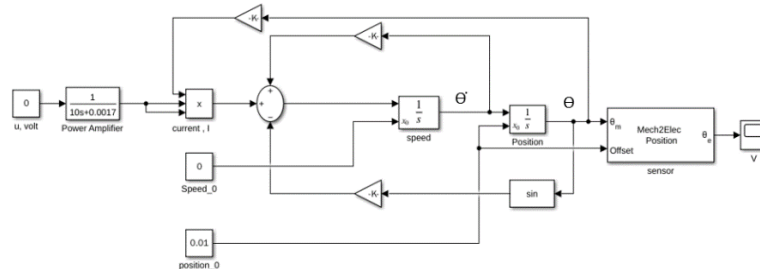 -K-
-K-
0
u, volt
1
10s+0.0017
Power Amplifier
x
current , I
+
+
−
x₀ 1/s
speed
Θ̇
x₀ 1/s
Position
Θ
θm
Offset
Mech2Elec
Position
θe
sensor
V
0
Speed_0
-K-
sin
0.01
position_0